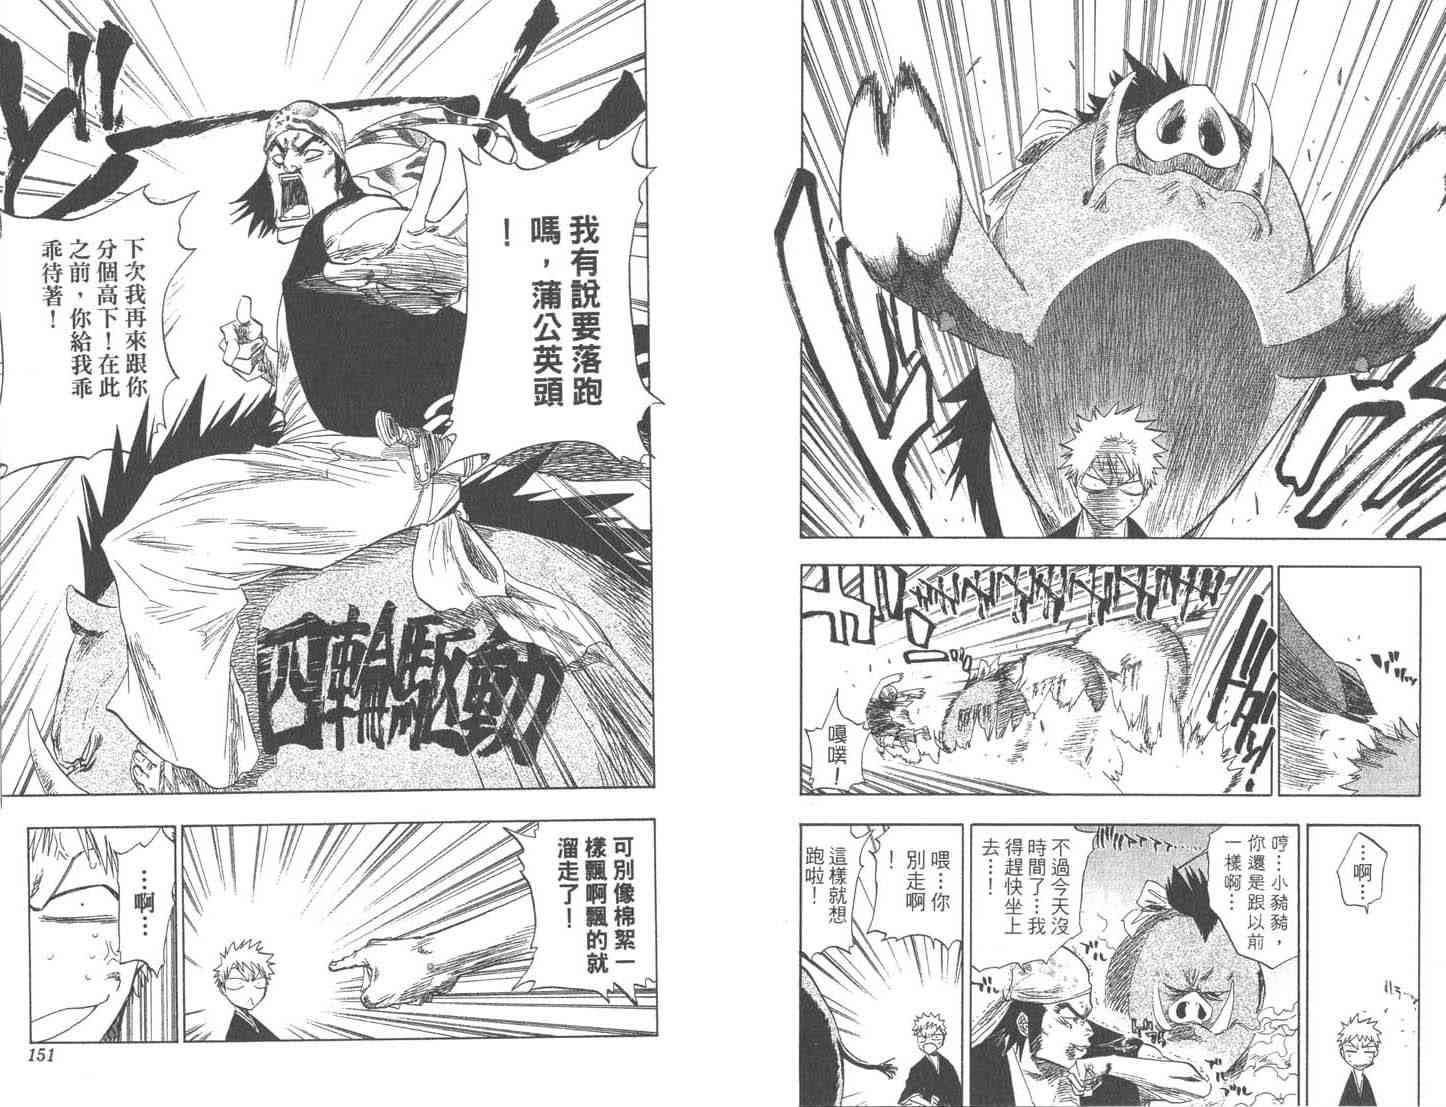 嘎噗！
…啊…
哼…小豬豬，
你還是跟以前
一樣啊…
不過今天沒
時間了…我
得趕快坐上
去…！
喂…你
別走啊
！
這樣就想
跑啦！
我有說要落跑
嗎，蒲公英頭
！
下次我再來跟你
分個高下！在此
之前，你給我乖
乖待著！
四輪驅動
可別像棉絮一
樣飄啊飄的就
溜走了！
…啊…
151